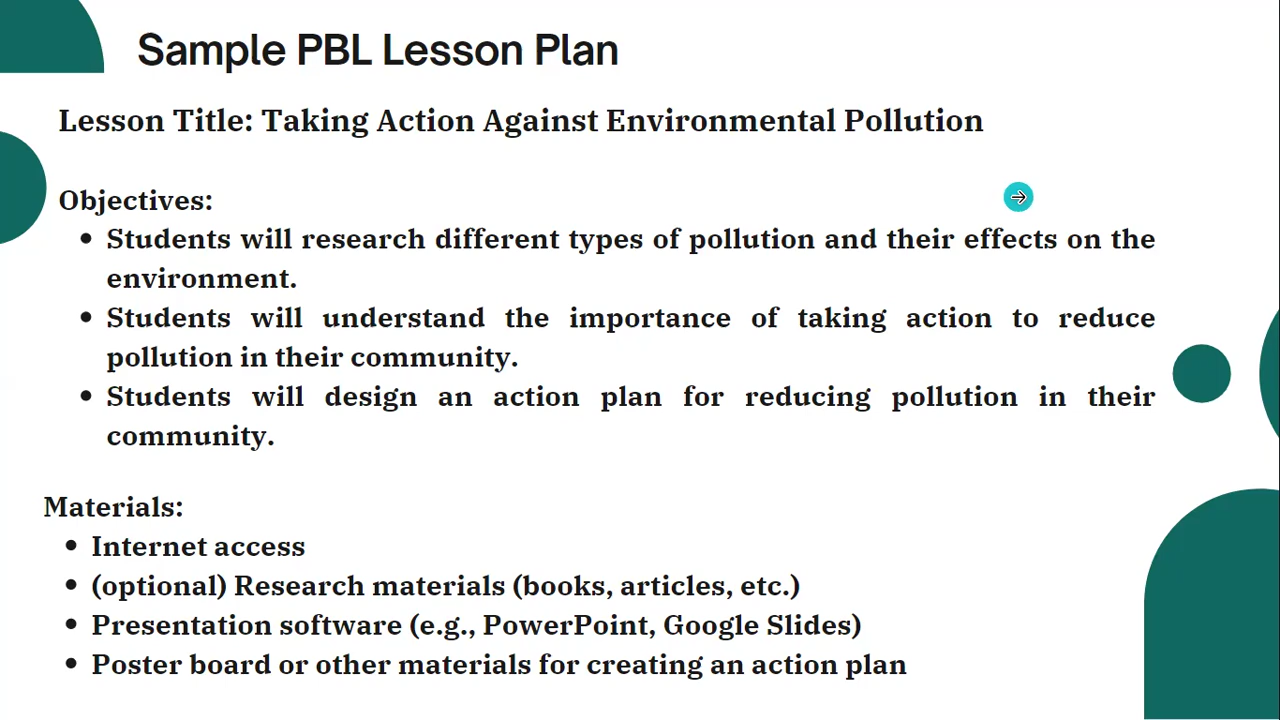 Sample PBL Lesson Plan
Lesson Title: Taking Action Against Environmental Pollution
Objectives:
• Students will research different types of pollution and their effects on the
environment.
• Students will understand the importance of taking action to reduce
pollution in their community.
• Students will design an action plan for reducing pollution in their
community.
Materials:
• Internet access
• (optional) Research materials (books, articles, etc.)
• Presentation software (e.g., PowerPoint, Google Slides)
• Poster board or other materials for creating an action plan